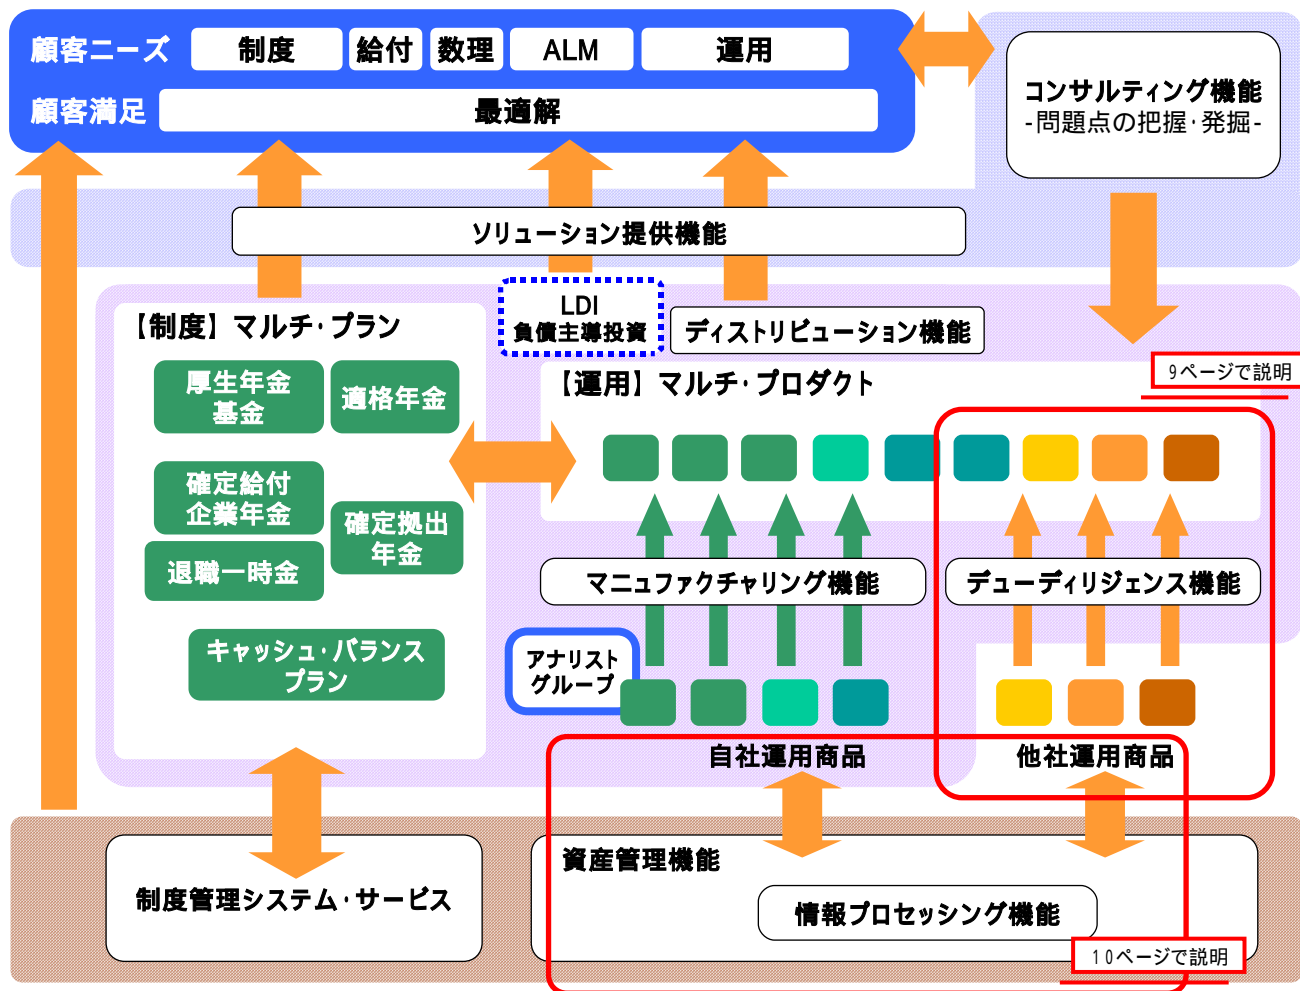 顧客ニーズ
制度
給付
数理
ALM
運用
顧客満足
最適解
コンサルティング機能
-問題点の把握・発掘-
ソリューション提供機能
LDI
負債主導投資
ディストリビューション機能
【制度】マルチ・プラン
厚生年金
基金
適格年金
確定給付
企業年金
確定拠出
年金
退職一時金
キャッシュ・バランス
プラン
9ページで説明
【運用】マルチ・プロダクト
マニュファクチャリング機能
デューディリジェンス機能
アナリスト
グループ
自社運用商品
他社運用商品
制度管理システム・サービス
資産管理機能
情報プロセッシング機能
10ページで説明